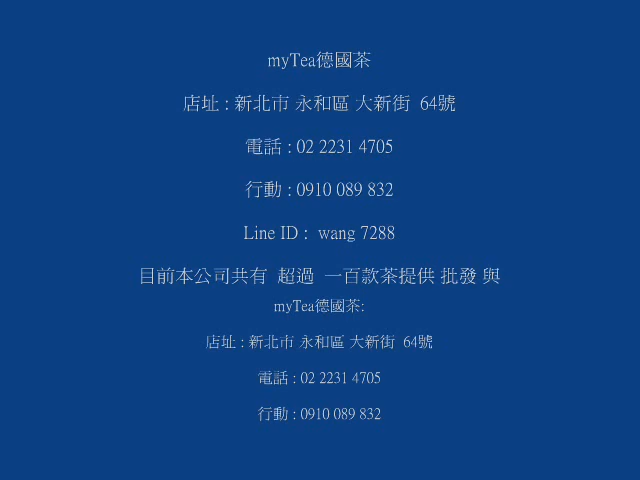 myTea德國茶
店址 : 新北市 永和區 大新街  64號
電話 : 02 2231 4705
行動 : 0910 089 832
Line ID :  wang 7288
目前本公司共有  超過  一百款茶提供 批發 與
myTea德國茶:
店址 : 新北市 永和區 大新街  64號
電話 : 02 2231 4705
行動 : 0910 089 832